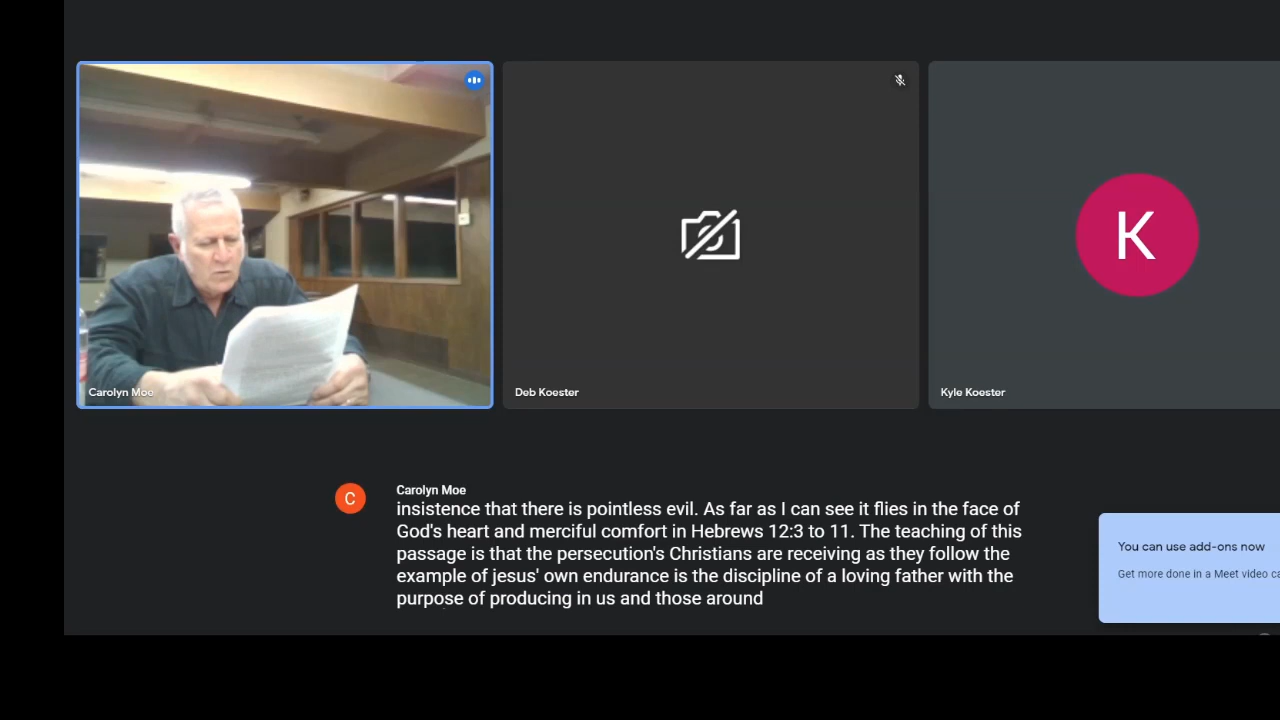 Carolyn Moe
Deb Koester
K
Kyle Koester
C
Carolyn Moe
insistence that there is pointless evil. As far as I can see it flies in the face of
God's heart and merciful comfort in Hebrews 12:3 to 11. The teaching of this
passage is that the persecution's Christians are receiving as they follow the
example of jesus' own endurance is the discipline of a loving father with the
purpose of producing in us and those around
You can use add-ons now
Get more done in a Meet video ca